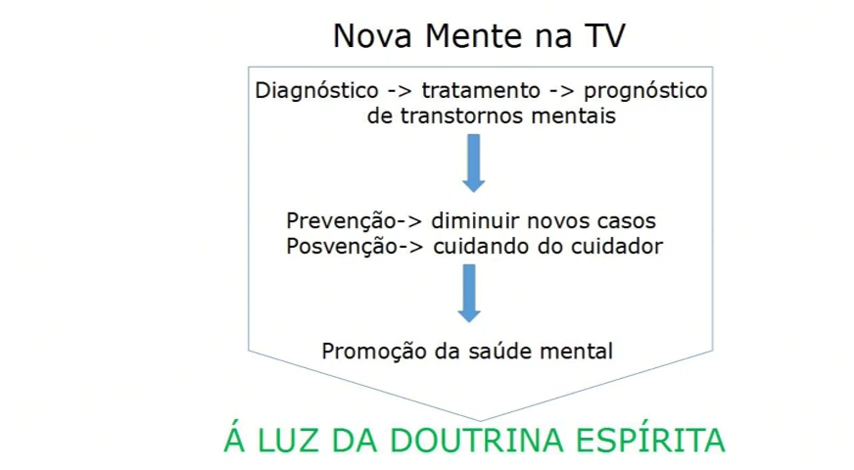 Nova Mente na TV
Diagnóstico -> tratamento -> prognóstico
de transtornos mentais
Prevenção-> diminuir novos casos
Posvenção-> cuidando do cuidador
Promoção da saúde mental
Á LUZ DA DOUTRINA ESPÍRITA